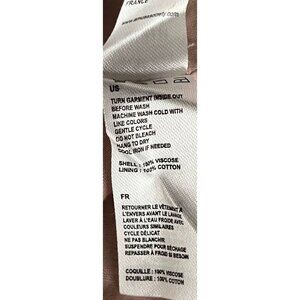 FRANCE
US
TURN GARMENT INSIDE OUT
BEFORE WASH
MACHINE WASH COLD WITH
LIKE COLORS
GENTLE CYCLE
DO NOT BLEACH
HANG TO DRY
COOL IRON IF NEEDED
SHELL : 100% VISCOSE
LINING : 100% COTTON
FR
RETOURNER LE VÊTEMENT À
L'ENVERS AVANT LE LAVAGE
LAVER À L'EAU FROIDE AVEC
COULEURS SIMILAIRES
CYCLE DÉLICAT
NE PAS BLANCHIR
SUSPENDRE POUR SÉCHAGE
REPASSER À FROID SI BESOIN
COQUILLE : 100% VISCOSE
DOUBLURE : 100% COTTON